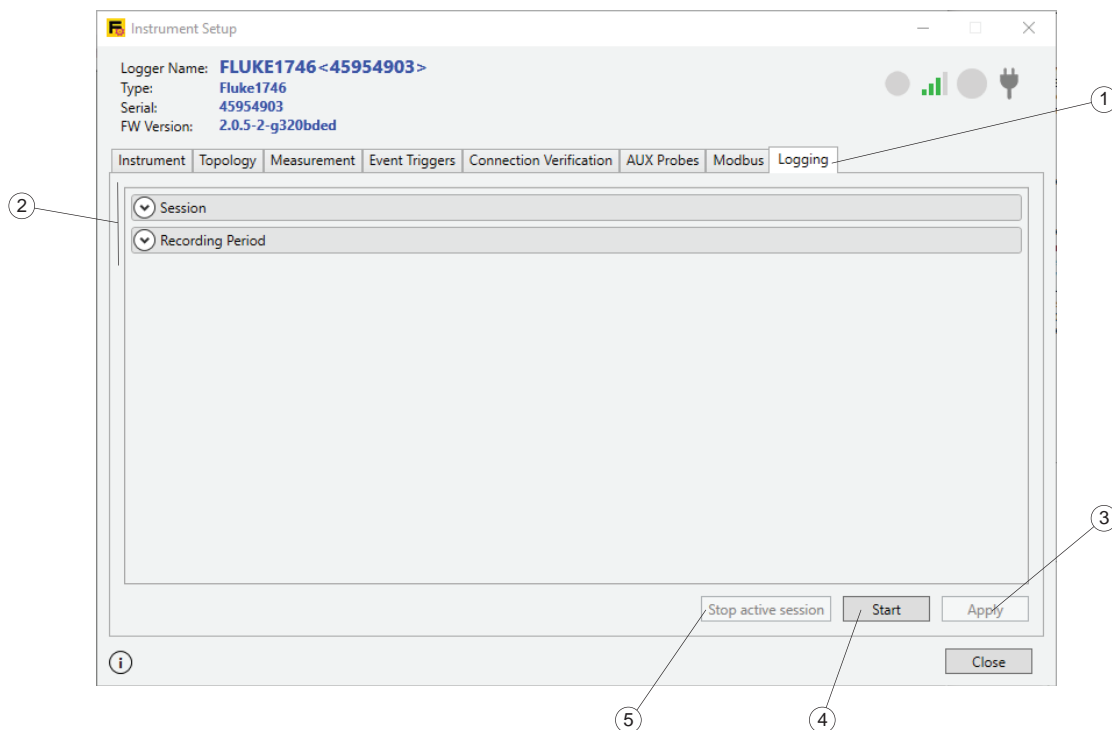 Instrument Setup
Logger Name: FLUKE1746<45954903>
Type: Fluke1746
Serial: 45954903
FW Version: 2.0.5-2-g320bded
1
Instrument Topology Measurement Event Triggers Connection Verification AUX Probes Modbus Logging
2
Session
Recording Period
3
Stop active session Start Apply
Close
5 4